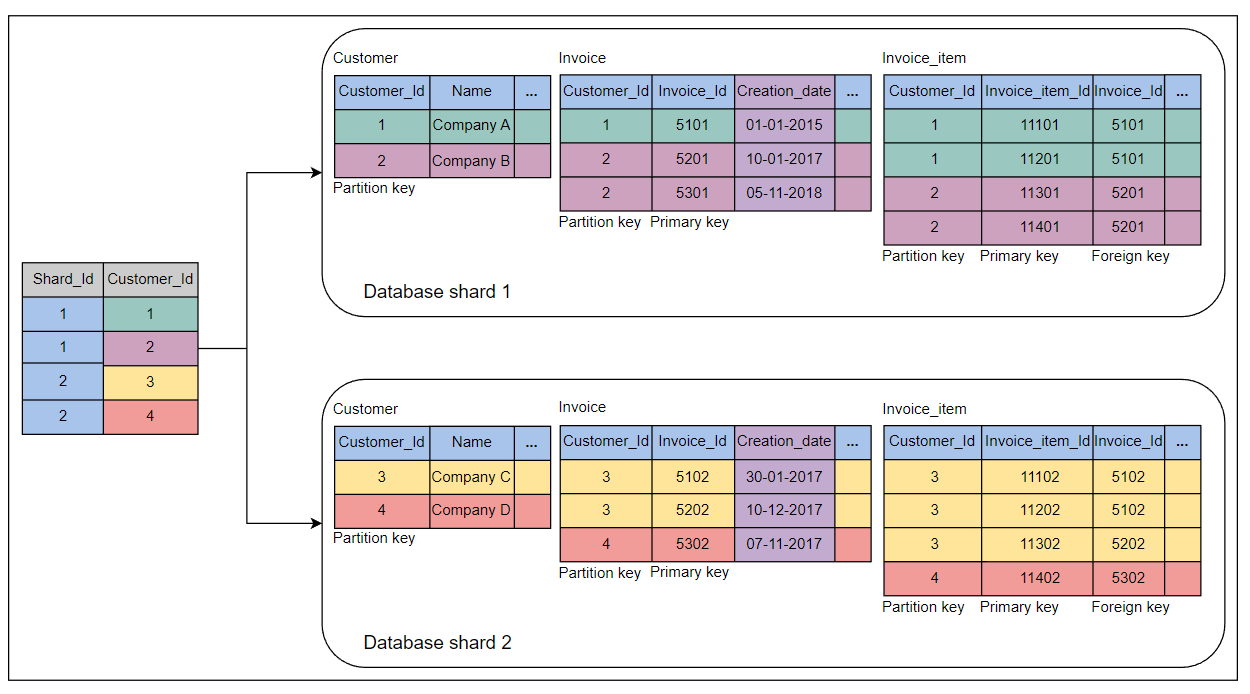 Shard_Id Customer_Id
1 1
1 2
2 3
2 4
Customer
Customer_Id Name ...
1 Company A
2 Company B
Partition key
Invoice
Customer_Id Invoice_Id Creation_date ...
1 5101 01-01-2015
2 5201 10-01-2017
2 5301 05-11-2018
Partition key Primary key
Invoice_item
Customer_Id Invoice_item_Id Invoice_Id ...
1 11101 5101
1 11201 5101
2 11301 5201
2 11401 5201
Partition key Primary key Foreign key
Database shard 1
Customer
Customer_Id Name ...
3 Company C
4 Company D
Partition key
Invoice
Customer_Id Invoice_Id Creation_date ...
3 5102 30-01-2017
3 5202 10-12-2017
4 5302 07-11-2017
Partition key Primary key
Invoice_item
Customer_Id Invoice_item_Id Invoice_Id ...
3 11102 5102
3 11202 5102
3 11302 5202
4 11402 5302
Partition key Primary key Foreign key
Database shard 2